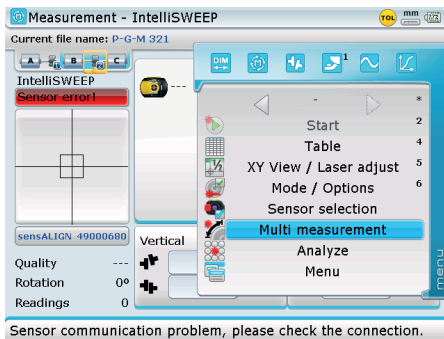 Measurement - IntelliSWEEP
TOL mm
Current file name: P-G-M 321
A B C
IntelliSWEEP
Sensor error!
---
DIM 1
- *
Start 2
Table 4
XY View / Laser adjust 5
Mode / Options 6
Sensor selection
Multi measurement
Analyze
Menu
menu
sensALIGN 49000680
Vertical
Quality ---
Rotation 0º
Readings 0
Sensor communication problem, please check the connection.